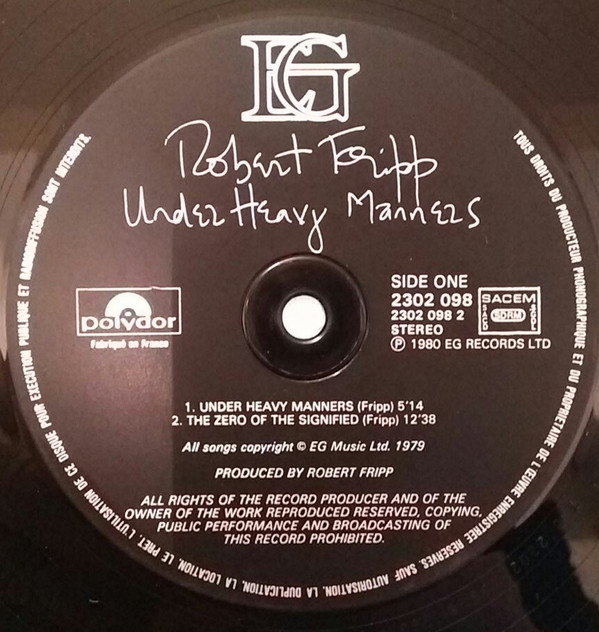 EG
Robert Fripp
Under Heavy Manners
polydor
Fabriqué en France
SIDE ONE
2302 098
2302 098 2
STEREO
Ⓟ 1980 EG RECORDS LTD
SACEM
SACD
SDRM
1. UNDER HEAVY MANNERS (Fripp) 5'14
2. THE ZERO OF THE SIGNIFIED (Fripp) 12'38
All songs copyright © EG Music Ltd. 1979
PRODUCED BY ROBERT FRIPP
ALL RIGHTS OF THE RECORD PRODUCER AND OF THE
OWNER OF THE WORK REPRODUCED RESERVED, COPYING,
PUBLIC PERFORMANCE AND BROADCASTING OF
THIS RECORD PROHIBITED.
TOUS DROITS DU PRODUCTEUR PHONOGRAPHIQUE ET DU PROPRIETAIRE DE L'ŒUVRE ENREGISTREE RESERVES. SAUF AUTORISATION, LA DUPLICATION, LA LOCATION, LE PRET, L'UTILISATION DE CE DISQUE POUR EXECUTION PUBLIQUE ET RADIODIFFUSION SONT INTERDITS.